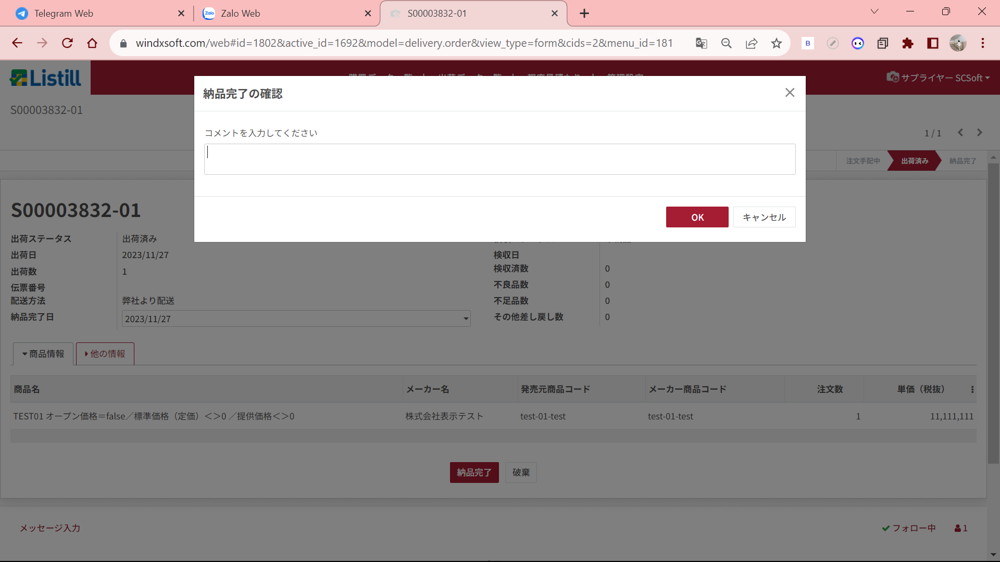 Telegram Web
Zalo Web
S00003832-01
windxsoft.com/web#id=1802&active_id=1692&model=delivery.order&view_type=form&cids=2&menu_id=181
Listill
サプライヤー SCSoft
S00003832-01
納品完了の確認
コメントを入力してください
OK
キャンセル
1 / 1
注文手配中
出荷済み
納品完了
S00003832-01
出荷ステータス
出荷済み
出荷日
2023/11/27
検収日
出荷数
1
検収済数
0
伝票番号
不良品数
0
配送方法
弊社より配送
不足品数
0
納品完了日
2023/11/27
その他差し戻し数
0
商品情報
他の情報
商品名
メーカー名
発売元商品コード
メーカー商品コード
注文数
単価（税抜）
TEST01 オープン価格＝false／標準価格（定価）＜＞0 ／提供価格＜＞0
株式会社表示テスト
test-01-test
test-01-test
1
11,111,111
納品完了
破棄
メッセージ入力
フォロー中
1